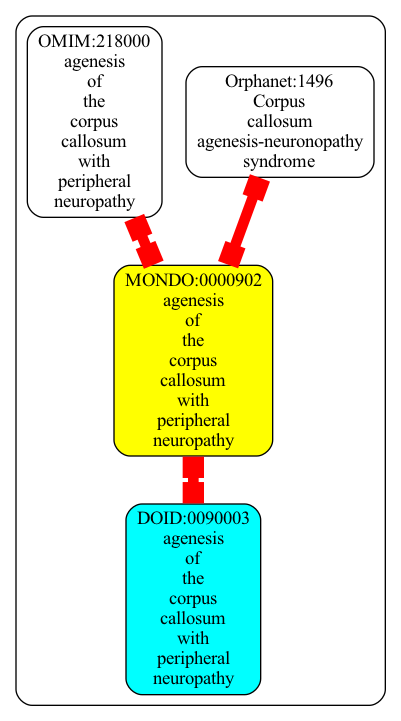 OMIM:218000
agenesis
of
the
corpus
callosum
with
peripheral
neuropathy
Orphanet:1496
Corpus
callosum
agenesis-neuronopathy
syndrome
MONDO:0000902
agenesis
of
the
corpus
callosum
with
peripheral
neuropathy
DOID:0090003
agenesis
of
the
corpus
callosum
with
peripheral
neuropathy